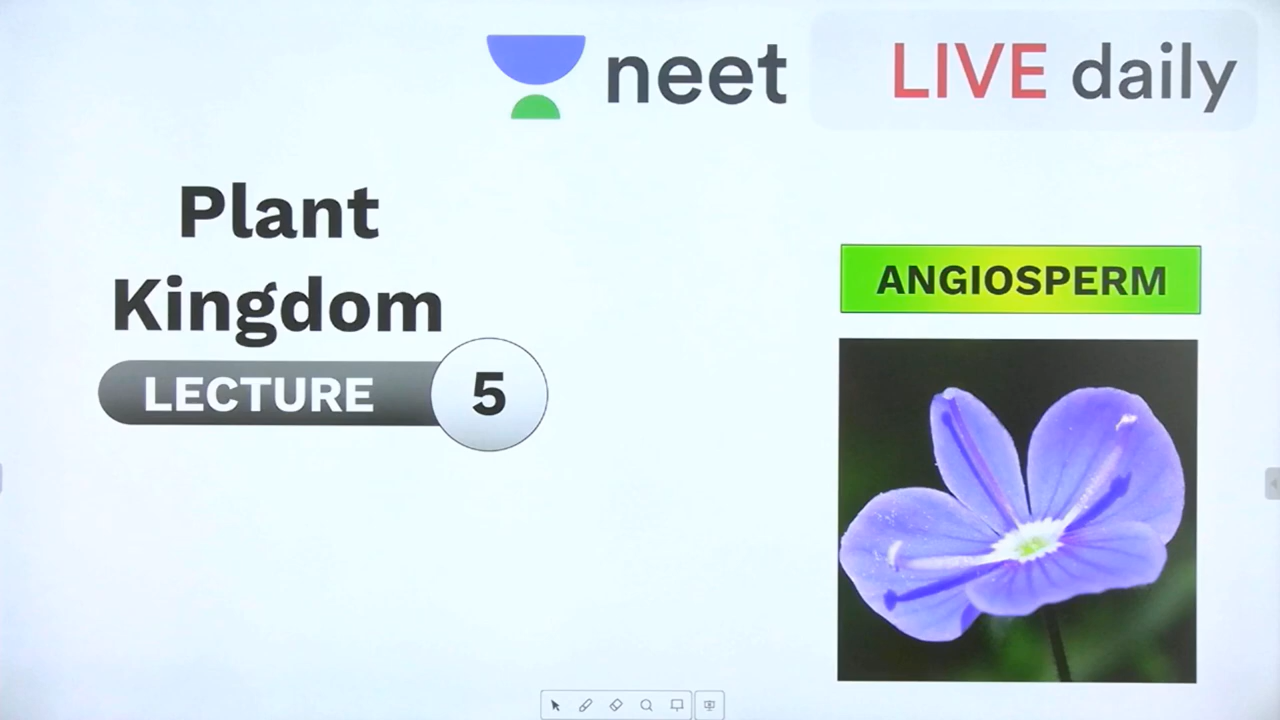 neet
LIVE daily
Plant
Kingdom
LECTURE 5
ANGIOSPERM